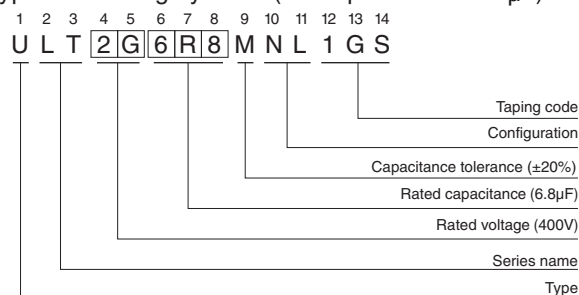 1 2 3 4 5 6 7 8 9 10 11 12 13 14
U L T 2 G 6 R 8 M N L 1 G S
Taping code
Configuration
Capacitance tolerance (±20%)
Rated capacitance (6.8µF)
Rated voltage (400V)
Series name
Type